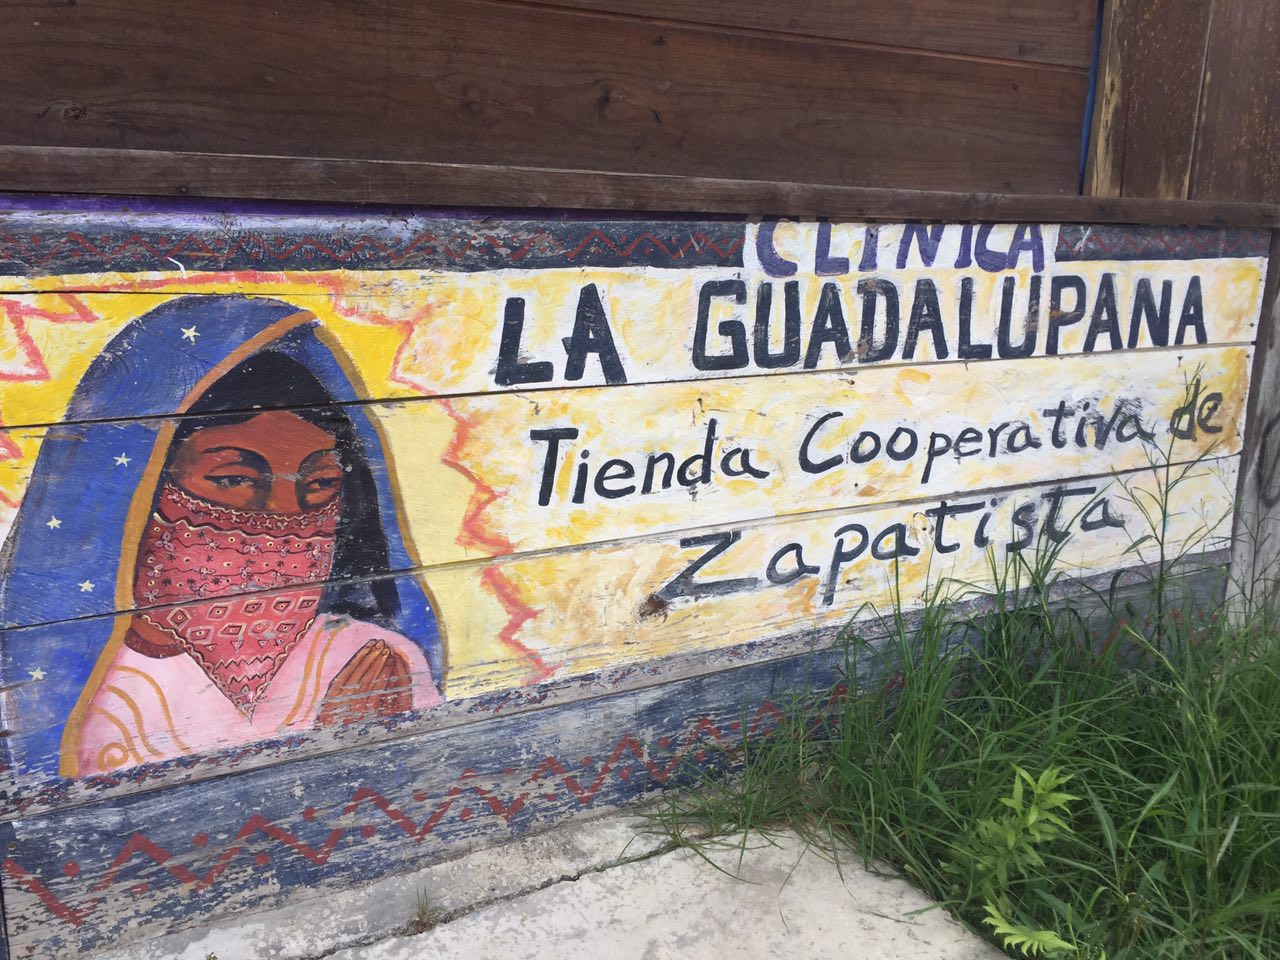 CLINICA
LA GUADALUPANA
Tienda Cooperativa de
Zapatista